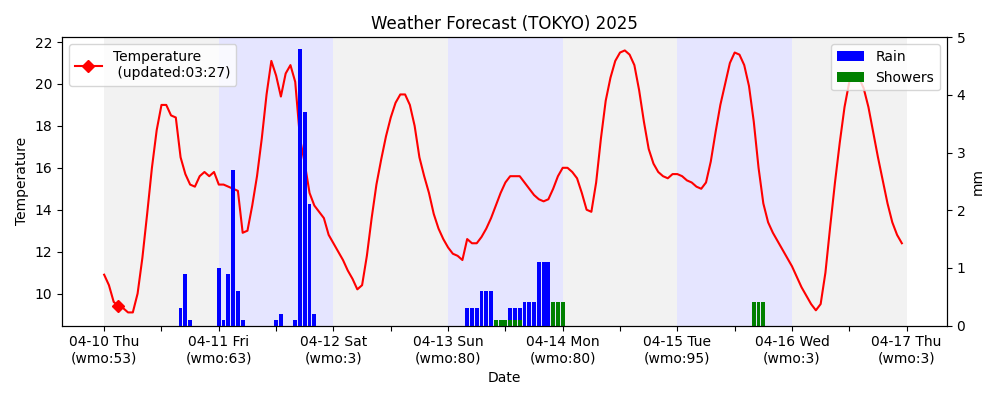 Weather Forecast (TOKYO) 2025
Temperature
(updated:03:27)
Rain
Showers
Temperature
22
20
18
16
14
12
10
5
4
3
2
1
0
mm
04-10 Thu
(wmo:53)
04-11 Fri
(wmo:63)
04-12 Sat
(wmo:3)
04-13 Sun
(wmo:80)
04-14 Mon
(wmo:80)
04-15 Tue
(wmo:95)
04-16 Wed
(wmo:3)
04-17 Thu
(wmo:3)
Date